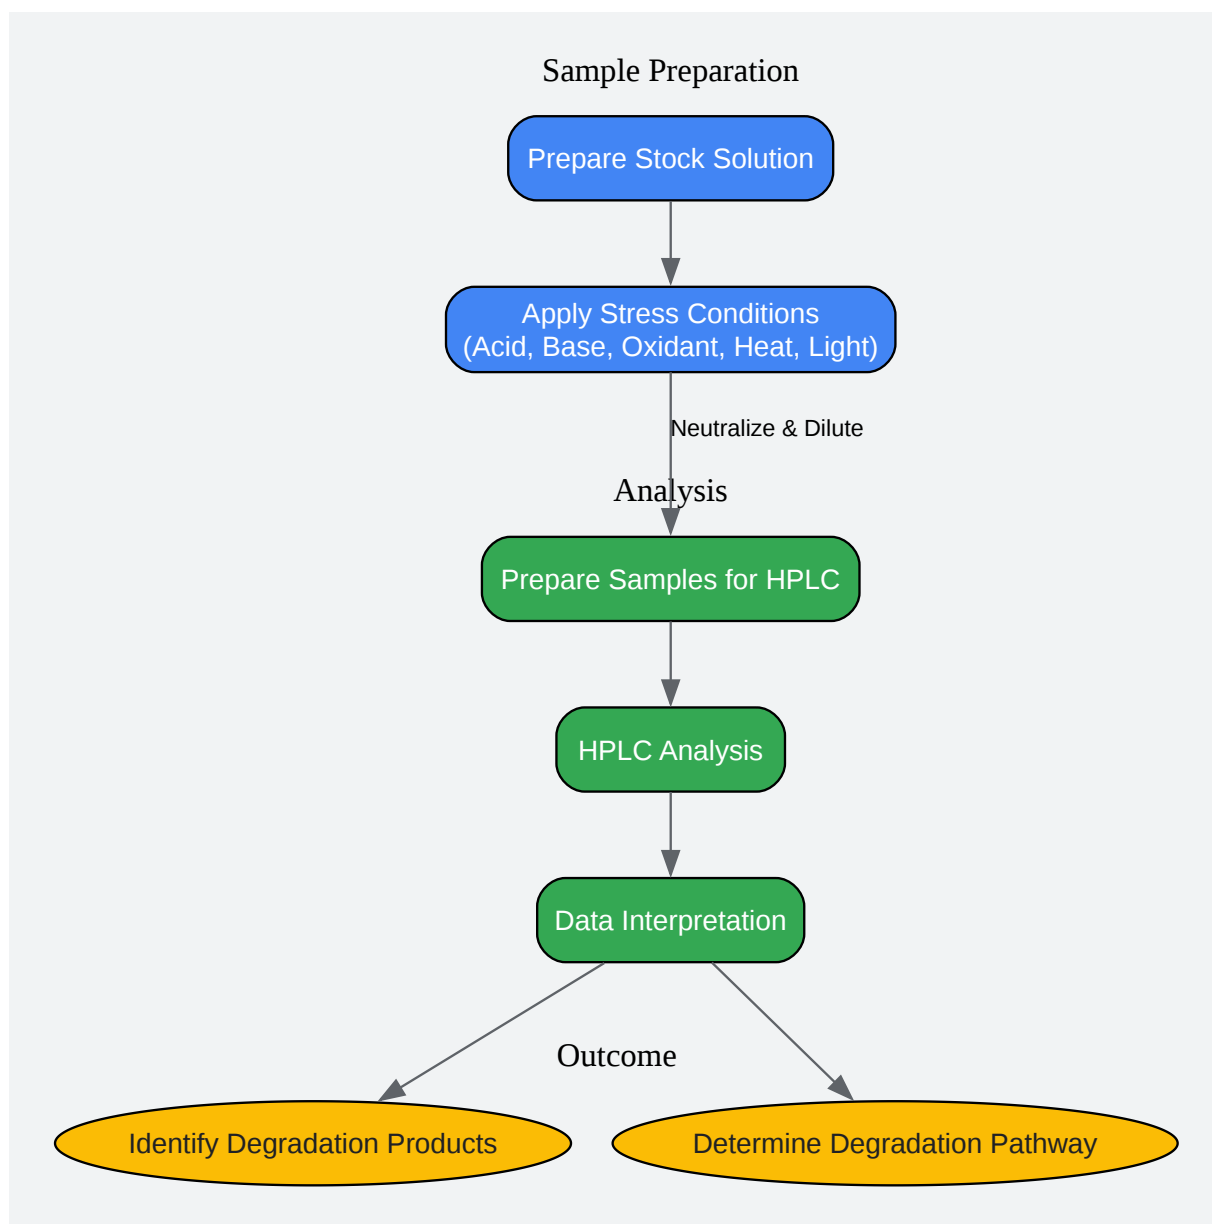 Sample Preparation
Prepare Stock Solution
Apply Stress Conditions
(Acid, Base, Oxidant, Heat, Light)
Neutralize & Dilute
Analysis
Prepare Samples for HPLC
HPLC Analysis
Data Interpretation
Outcome
Identify Degradation Products
Determine Degradation Pathway